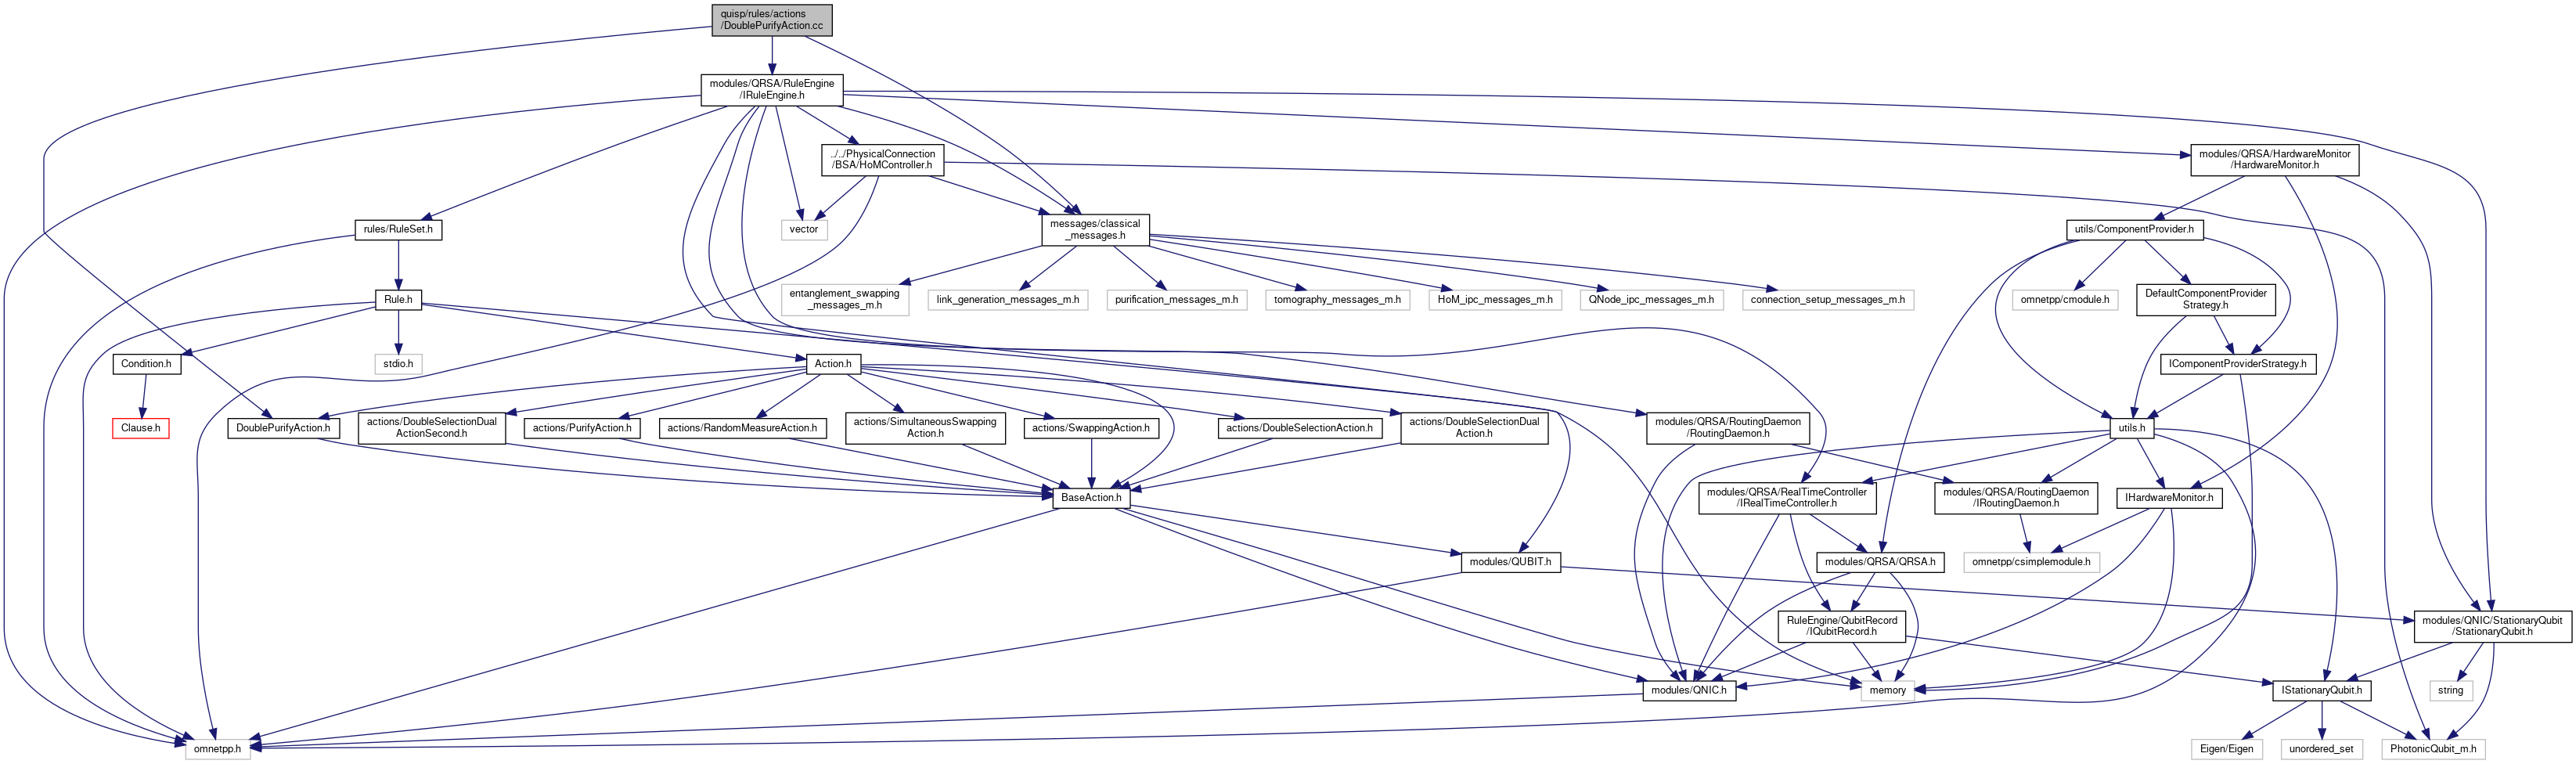 quisp/rules/actions
/DoublePurifyAction.cc
modules/QRSA/RuleEngine
/IRuleEngine.h
../../PhysicalConnection
/BSA/HoMController.h
modules/QRSA/HardwareMonitor
/HardwareMonitor.h
rules/RuleSet.h
vector
messages/classical
_messages.h
utils/ComponentProvider.h
entanglement_swapping
_messages_m.h
link_generation_messages_m.h
purification_messages_m.h
tomography_messages_m.h
HoM_ipc_messages_m.h
QNode_ipc_messages_m.h
connection_setup_messages_m.h
omnetpp/cmodule.h
DefaultComponentProvider
Strategy.h
Rule.h
Condition.h
stdio.h
Action.h
IComponentProviderStrategy.h
Clause.h
DoublePurifyAction.h
actions/DoubleSelectionDual
ActionSecond.h
actions/PurifyAction.h
actions/RandomMeasureAction.h
actions/SimultaneousSwapping
Action.h
actions/SwappingAction.h
actions/DoubleSelectionAction.h
actions/DoubleSelectionDual
Action.h
modules/QRSA/RoutingDaemon
/RoutingDaemon.h
utils.h
BaseAction.h
modules/QRSA/RealTimeController
/IRealTimeController.h
modules/QRSA/RoutingDaemon
/IRoutingDaemon.h
IHardwareMonitor.h
modules/QUBIT.h
modules/QRSA/QRSA.h
omnetpp/csimplemodule.h
RuleEngine/QubitRecord
/IQubitRecord.h
modules/QNIC/StationaryQubit
/StationaryQubit.h
modules/QNIC.h
memory
IStationaryQubit.h
string
omnetpp.h
Eigen/Eigen
unordered_set
PhotonicQubit_m.h